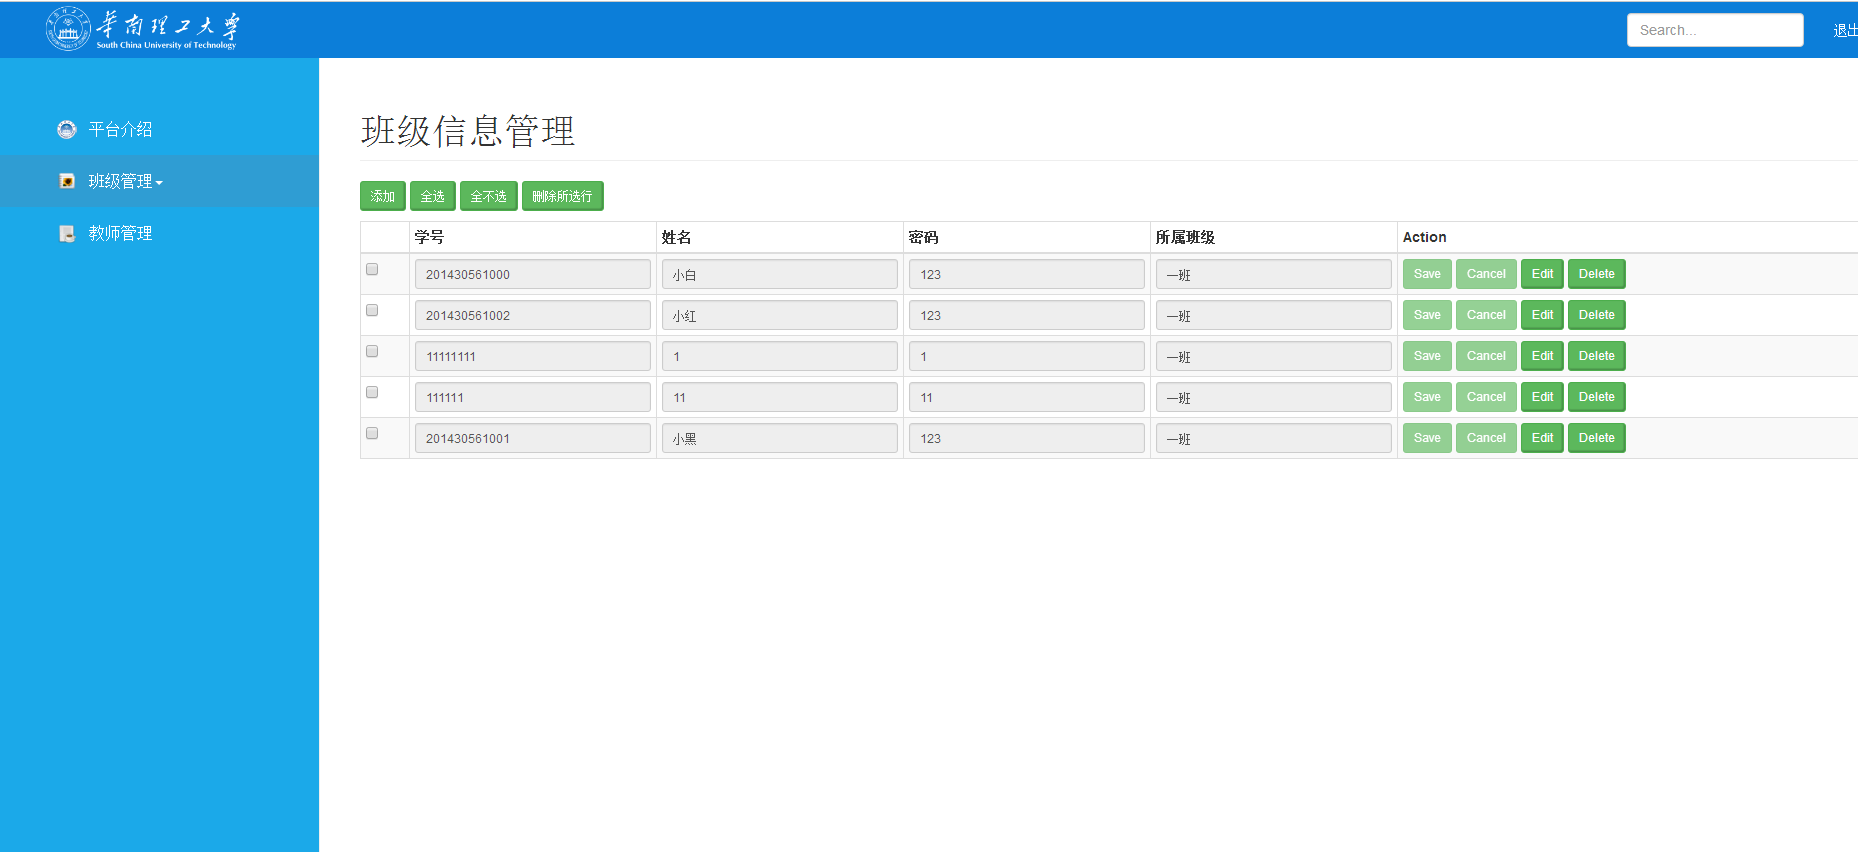 华南理工大学
South China University of Technology
Search...
退出
平台介绍
班级管理
教师管理
班级信息管理
添加 全选 全不选 删除所选行
学号 姓名 密码 所属班级 Action
201430561000 小白 123 一班 Save Cancel Edit Delete
201430561002 小红 123 一班 Save Cancel Edit Delete
11111111 1 1 一班 Save Cancel Edit Delete
111111 11 11 一班 Save Cancel Edit Delete
201430561001 小黑 123 一班 Save Cancel Edit Delete